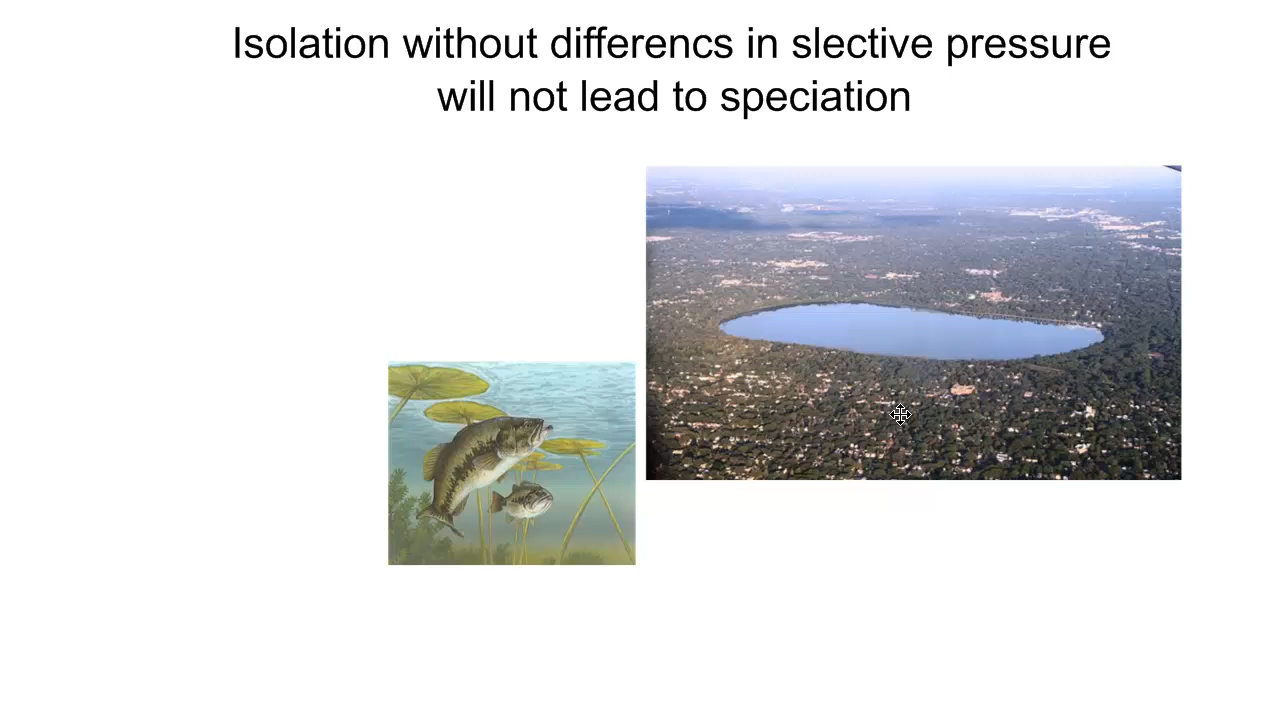 Isolation without differencs in slective pressure
will not lead to speciation